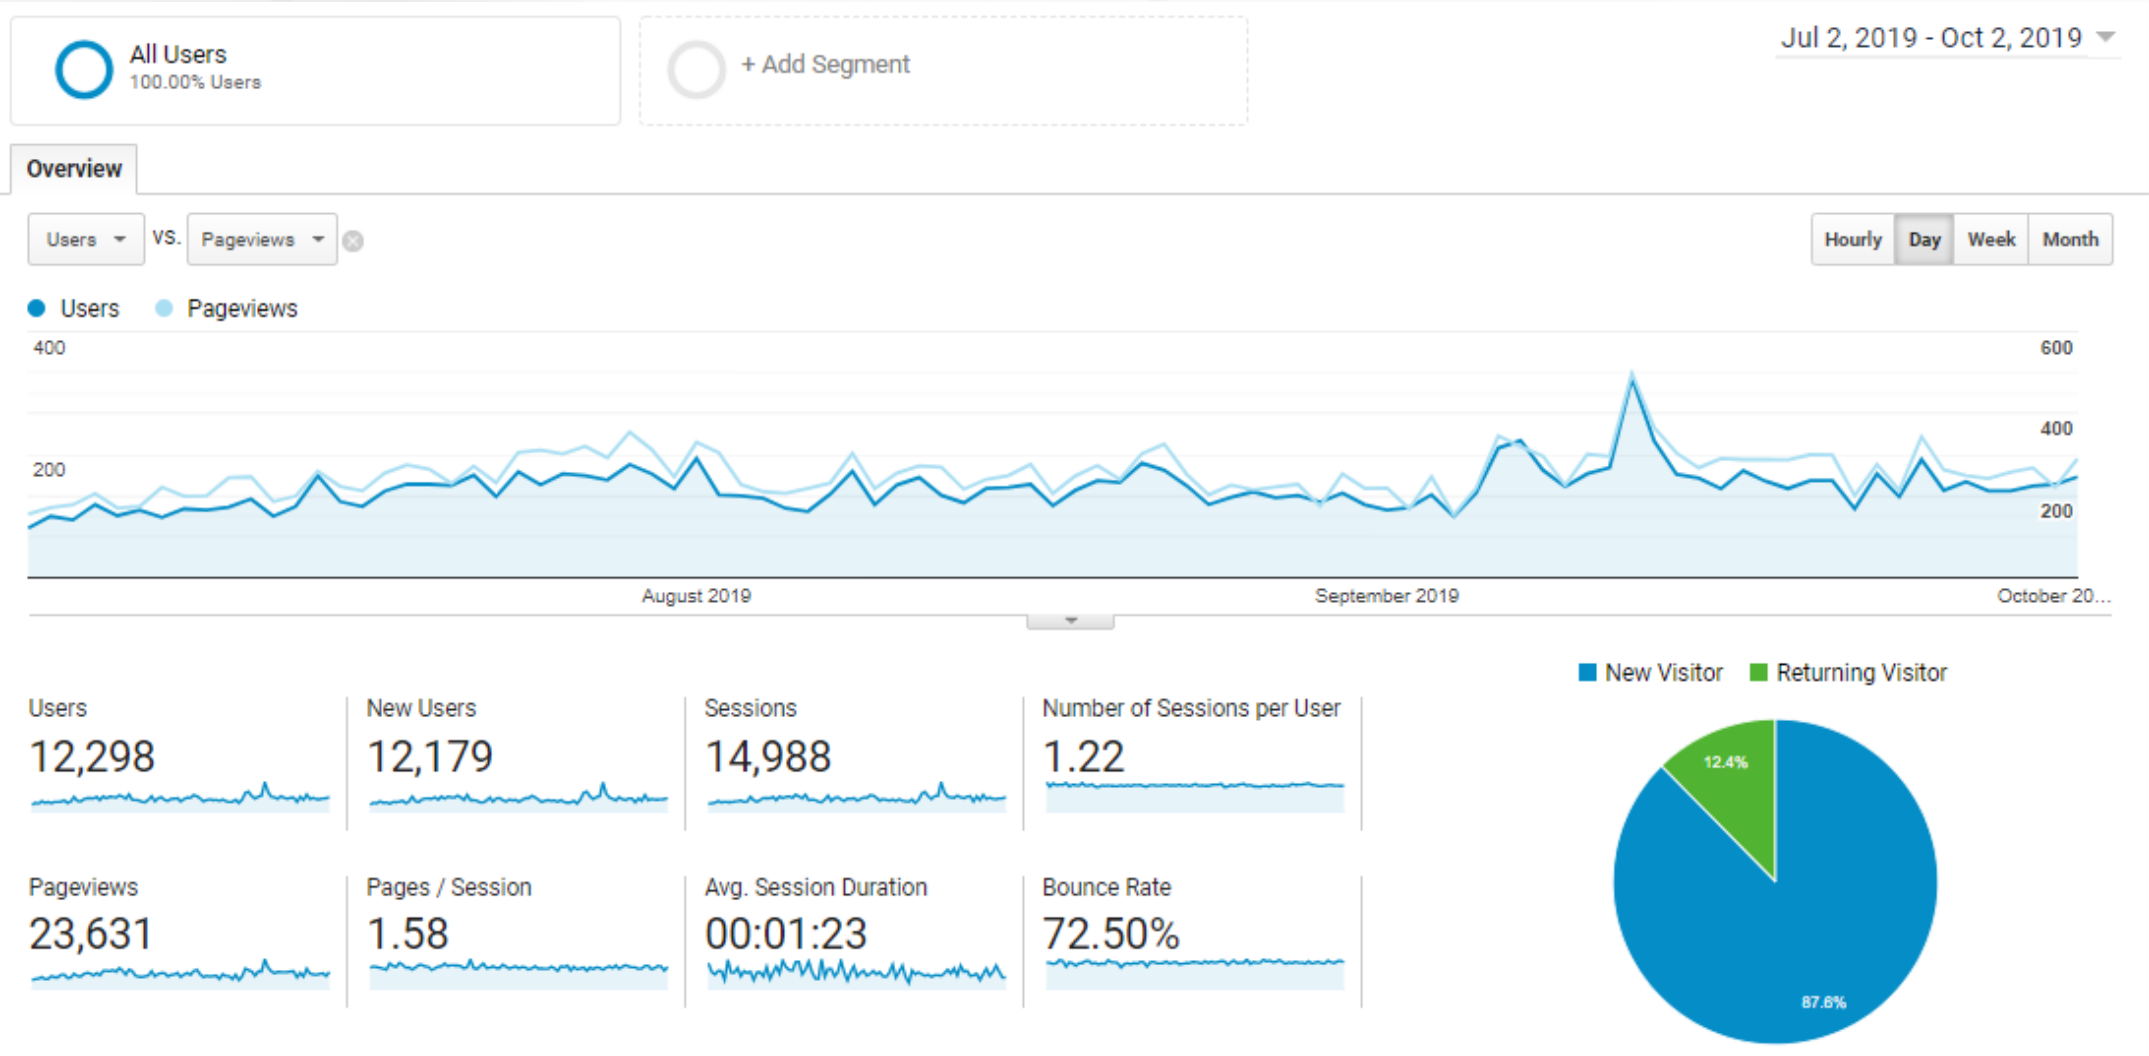 All Users
100.00% Users
+ Add Segment
Jul 2, 2019 - Oct 2, 2019
Overview
Users VS. Pageviews
Hourly Day Week Month
Users Pageviews
400 600
400
200
200
August 2019 September 2019 October 20...
New Visitor Returning Visitor
Users New Users Sessions Number of Sessions per User
12,298 12,179 14,988 1.22
12.4%
Pageviews Pages / Session Avg. Session Duration Bounce Rate
23,631 1.58 00:01:23 72.50%
87.6%